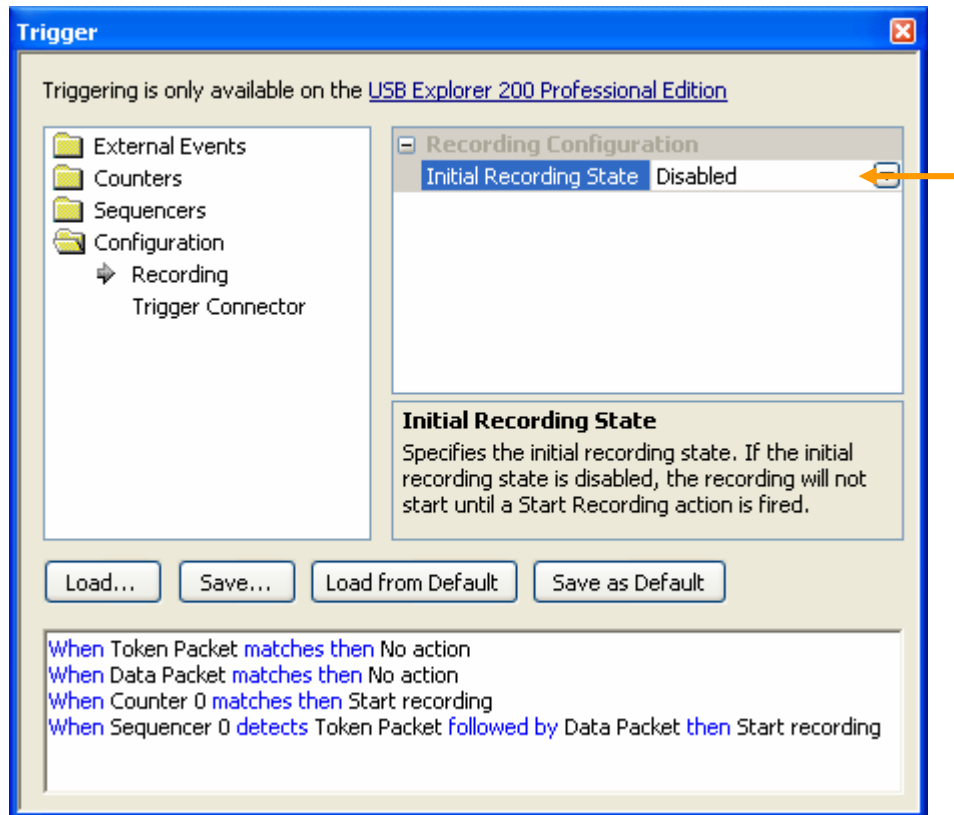 Trigger
Triggering is only available on the USB Explorer 200 Professional Edition
External Events
Counters
Sequencers
Configuration
Recording
Trigger Connector
Recording Configuration
Initial Recording State Disabled
Initial Recording State
Specifies the initial recording state. If the initial
recording state is disabled, the recording will not
start until a Start Recording action is fired.
Load... Save... Load from Default Save as Default
When Token Packet matches then No action
When Data Packet matches then No action
When Counter 0 matches then Start recording
When Sequencer 0 detects Token Packet followed by Data Packet then Start recording